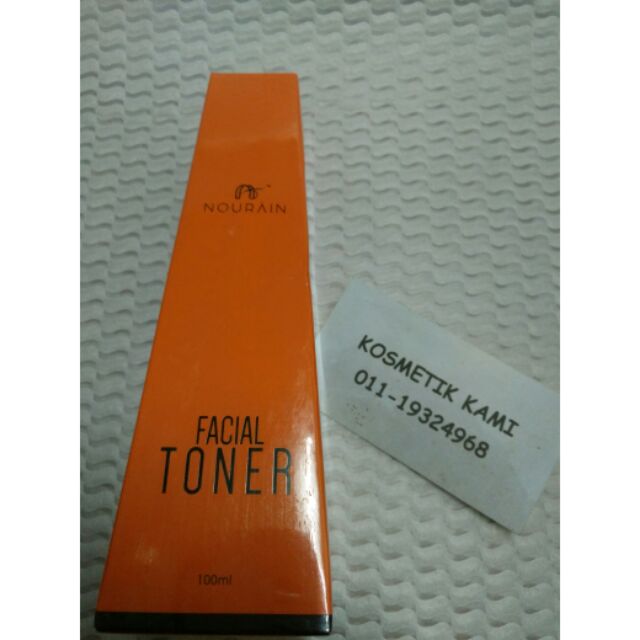 NOURAIN
FACIAL
TONER
100ml
KOSMETIK KAMI
011-19324968